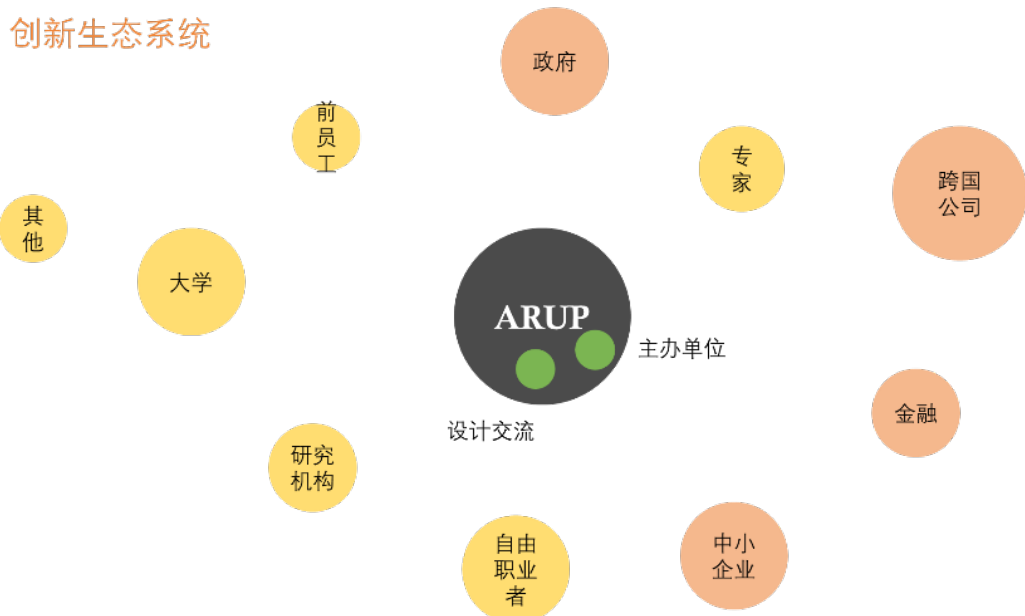 创新生态系统
政府
前
员
工
专
家
跨国
公司
其
他
大学
ARUP
主办单位
金融
设计交流
研究
机构
自由
职业
者
中小
企业